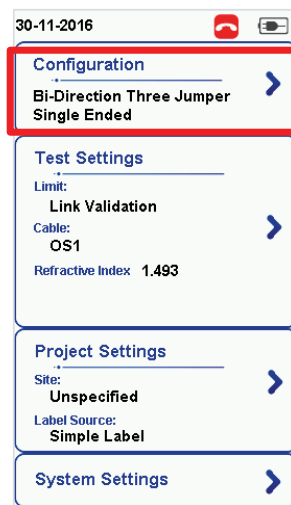 30-11-2016
Configuration
Bi-Direction Three Jumper
Single Ended
Test Settings
Limit:
Link Validation
Cable:
OS1
Refractive Index 1.493
Project Settings
Site:
Unspecified
Label Source:
Simple Label
System Settings